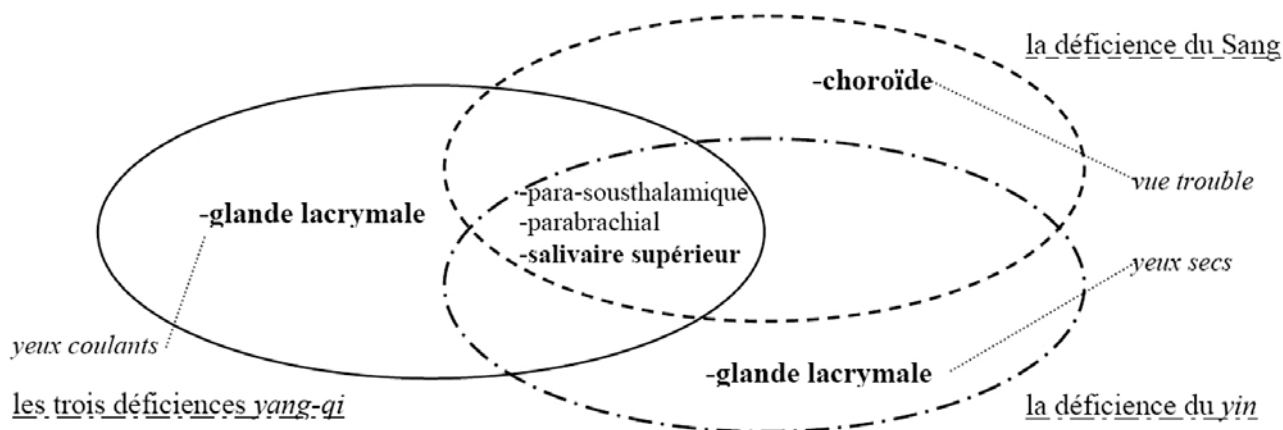 la déficience du Sang
-choroïde
vue trouble
-para-sousthalamique
-glande lacrymale
-parabrachial
-salivaire supérieur
yeux secs
yeux coulants
-glande lacrymale
les trois déficiences yang-qi
la déficience du yin